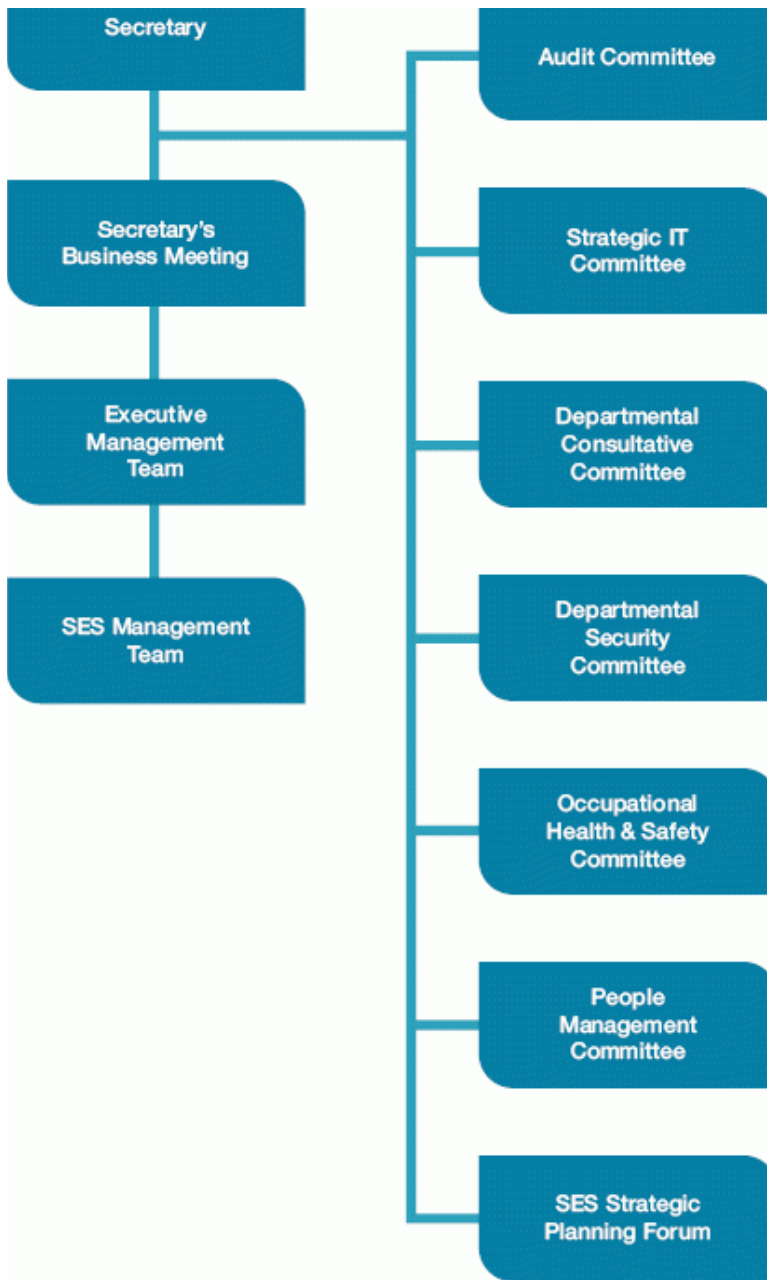 Secretary
Secretary's
Business Meeting
Executive
Management
Team
SES Management
Team
Audit Committee
Strategic IT
Committee
Departmental
Consultative
Committee
Departmental
Security
Committee
Occupational
Health & Safety
Committee
People
Management
Committee
SES Strategic
Planning Forum